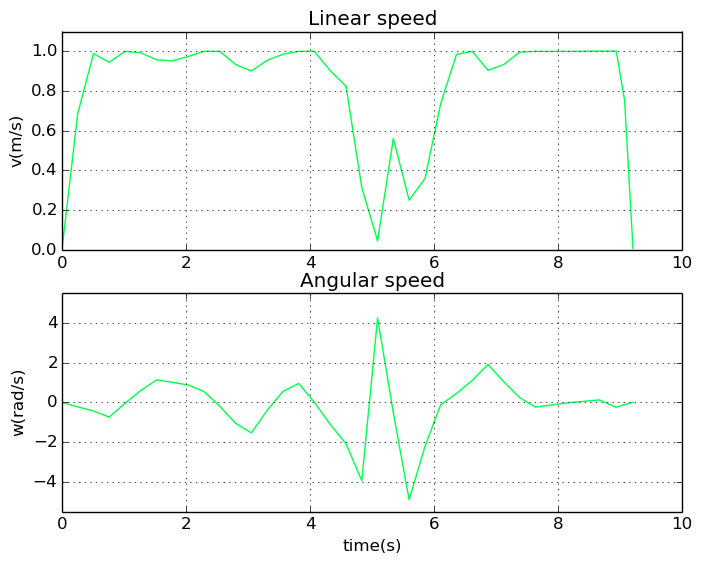 Linear speed
1.0
0.8
0.6
0.4
0.2
0.0
v(m/s)
0 2 4 6 8 10
Angular speed
4
2
0
−2
−4
w(rad/s)
0 2 4 6 8 10
time(s)